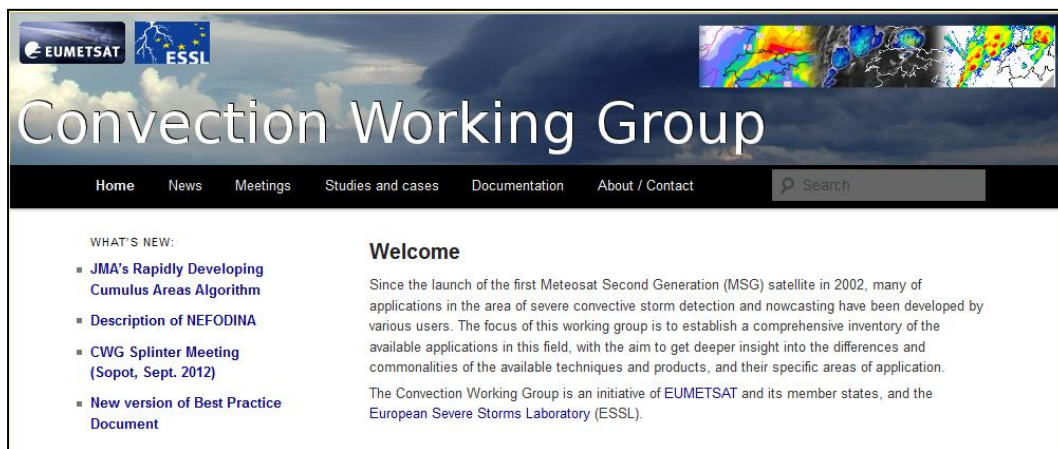 EUMETSAT
ESSL
Convection Working Group
Home News Meetings Studies and cases Documentation About / Contact Search
WHAT'S NEW:
JMA's Rapidly Developing
Cumulus Areas Algorithm
Description of NEFODINA
CWG Splinter Meeting
(Sopot, Sept. 2012)
New version of Best Practice
Document
Welcome
Since the launch of the first Meteosat Second Generation (MSG) satellite in 2002, many of
applications in the area of severe convective storm detection and nowcasting have been developed by
various users. The focus of this working group is to establish a comprehensive inventory of the
available applications in this field, with the aim to get deeper insight into the differences and
commonalities of the available techniques and products, and their specific areas of application.
The Convection Working Group is an initiative of EUMETSAT and its member states, and the
European Severe Storms Laboratory (ESSL).